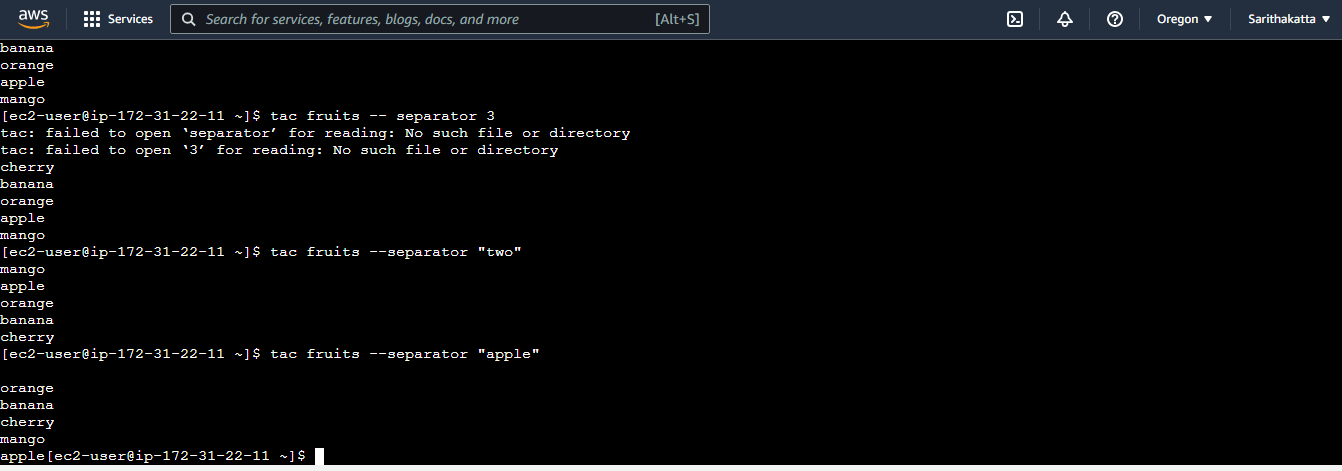 aws
Services
Search for services, features, blogs, docs, and more
[Alt+S]
Oregon ▼
Sarithakatta ▼
banana
orange
apple
mango
[ec2-user@ip-172-31-22-11 ~]$ tac fruits -- separator 3
tac: failed to open ‘separator’ for reading: No such file or directory
tac: failed to open ‘3’ for reading: No such file or directory
cherry
banana
orange
apple
mango
[ec2-user@ip-172-31-22-11 ~]$ tac fruits --separator "two"
mango
apple
orange
banana
cherry
[ec2-user@ip-172-31-22-11 ~]$ tac fruits --separator "apple"

orange
banana
cherry
mango
apple[ec2-user@ip-172-31-22-11 ~]$